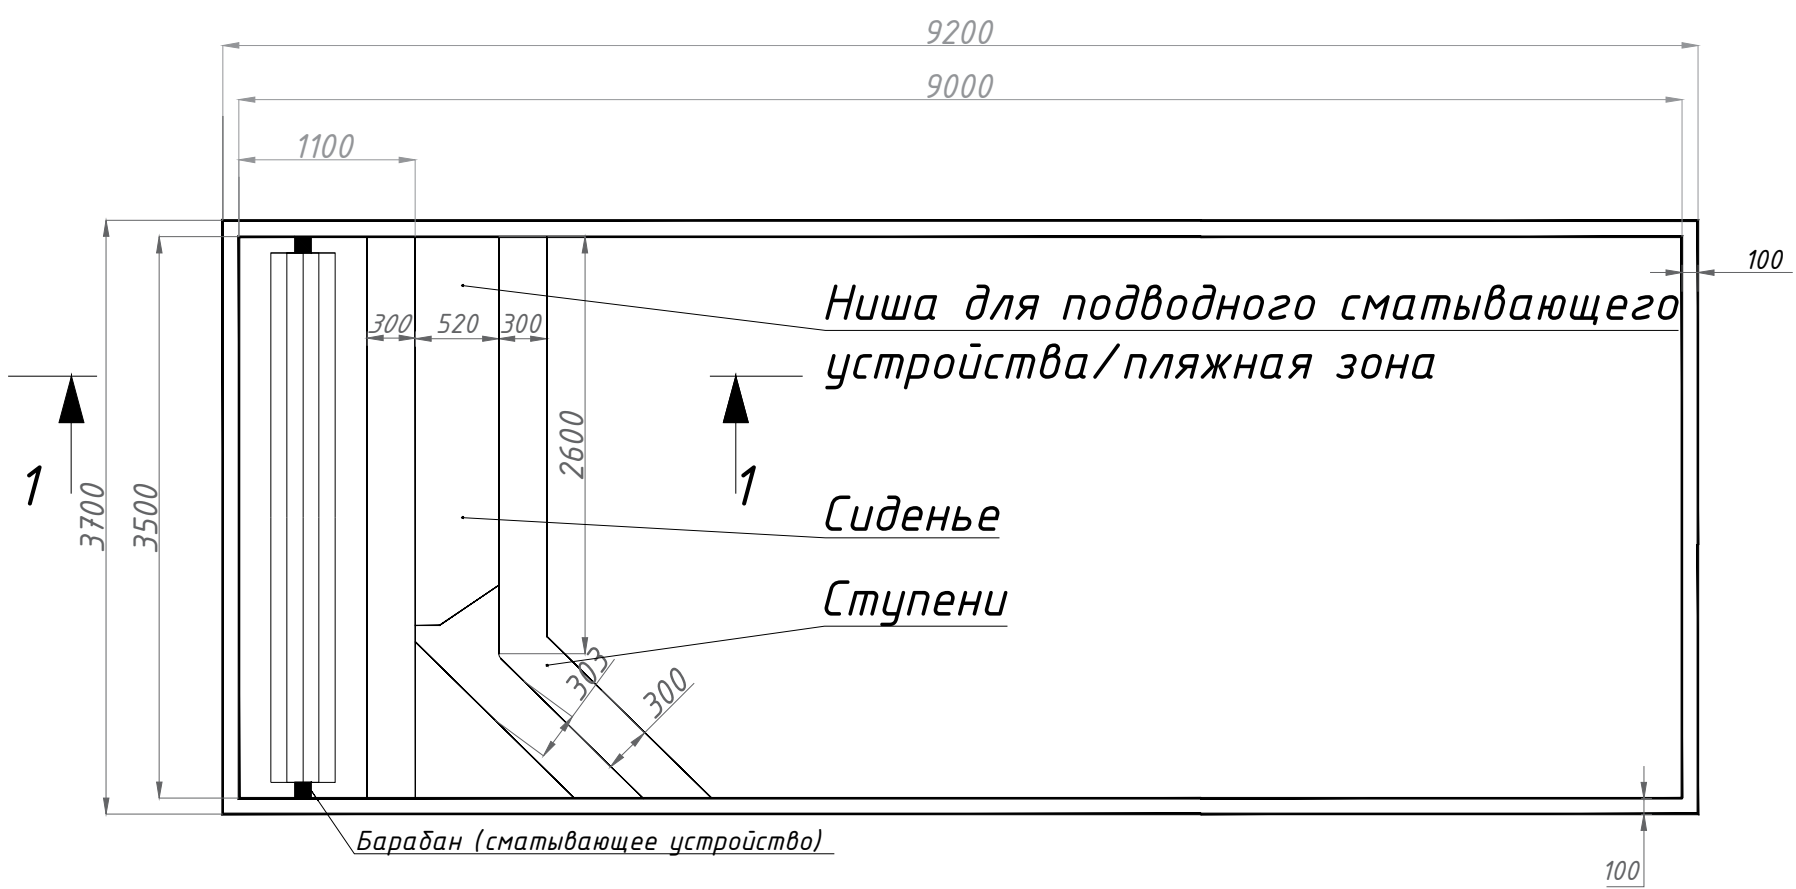 9200
9000
1100
100
Ниша для подводного сматывающего
устройства/пляжная зона
300 520 300
2600
1 1
3700
3500
Сиденье
Ступени
303
300
Барабан (сматывающее устройство)
100